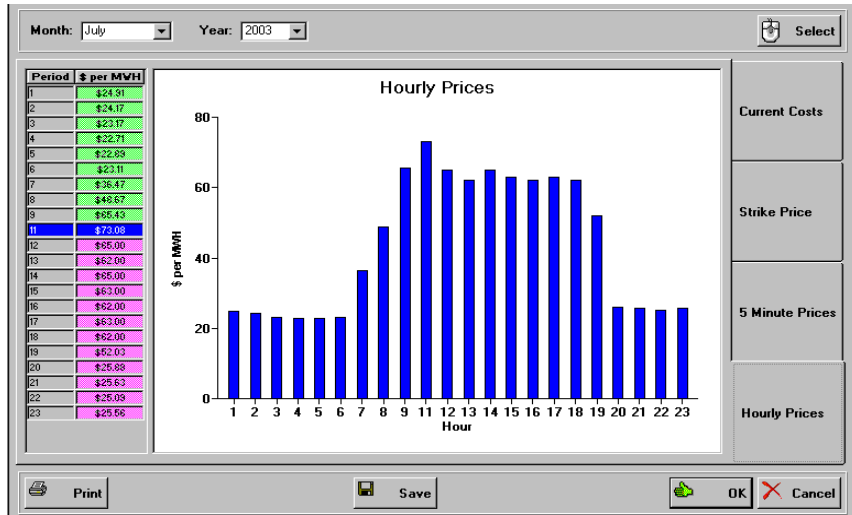 Month: July Year: 2003 Select
Period $ per MWH
1 $24.91
2 $24.17
3 $23.17
4 $22.71
5 $22.89
6 $23.11
7 $36.47
8 $48.67
9 $65.43
11 $73.08
12 $65.00
13 $62.00
14 $65.00
15 $63.00
16 $62.00
17 $63.00
18 $62.00
19 $52.03
20 $25.89
21 $25.63
22 $25.09
23 $25.56
Hourly Prices
80
60
40
20
0
$ per MWH
1 2 3 4 5 6 7 8 9 11 12 13 14 15 16 17 18 19 20 21 22 23
Hour
Current Costs
Strike Price
5 Minute Prices
Hourly Prices
Print Save OK Cancel